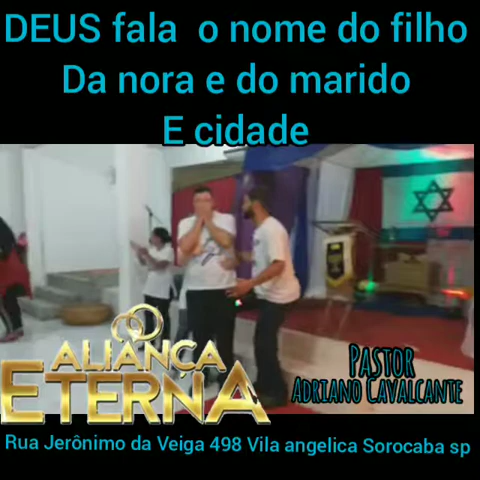 DEUS fala o nome do filho
Da nora e do marido
E cidade
ALIANÇA
ETERNA
PASTOR
ADRIANO CAVALCANTE
Rua Jerônimo da Veiga 498 Vila angelica Sorocaba sp